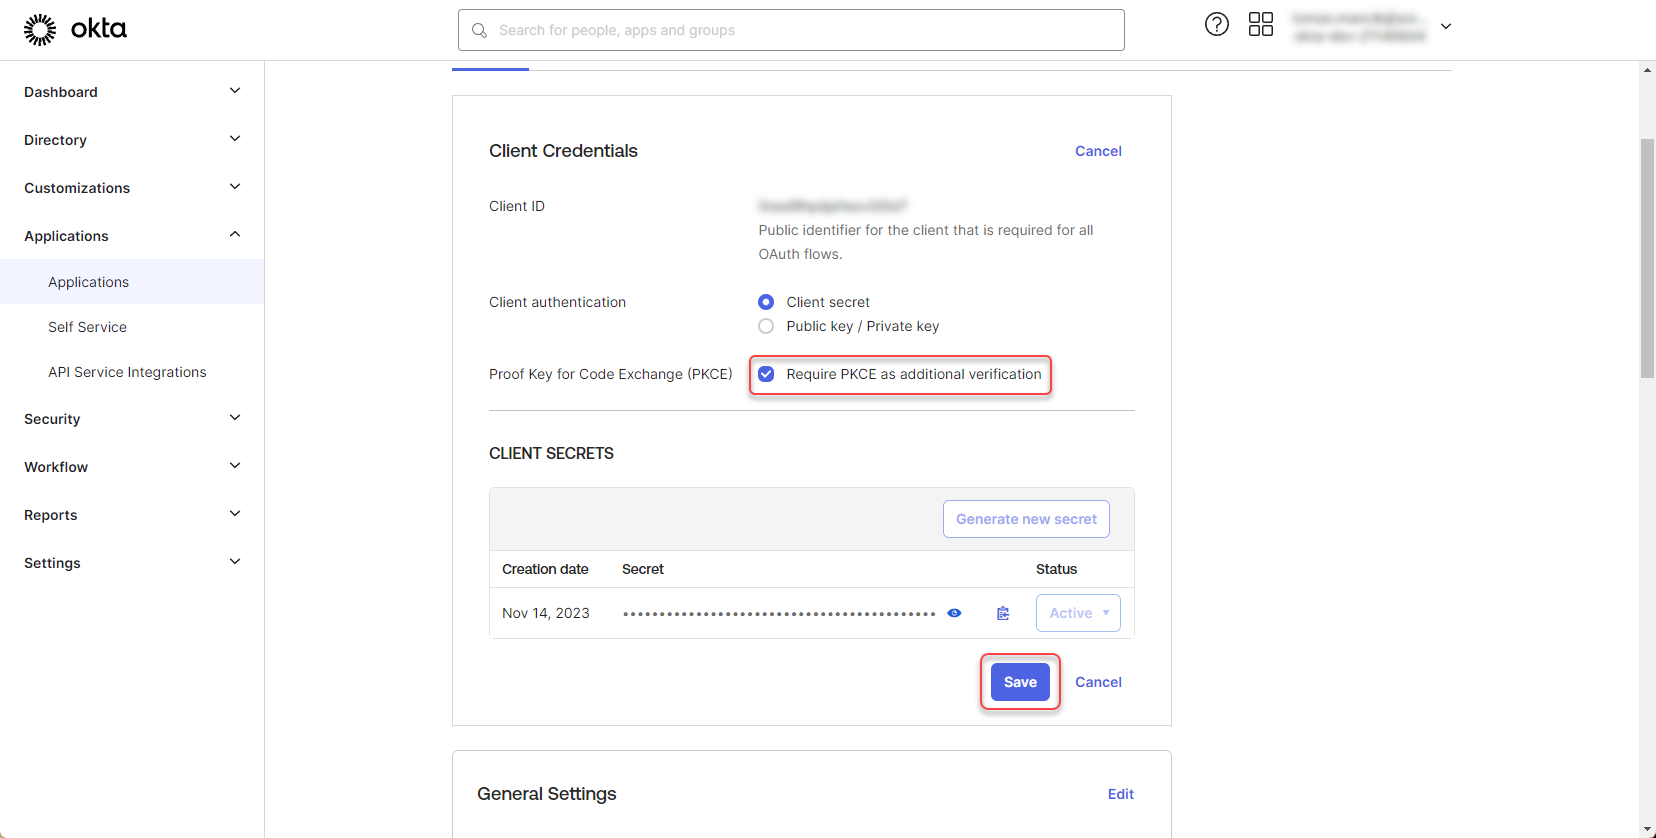 okta
Search for people, apps and groups
Dashboard
Directory
Customizations
Applications
Applications
Self Service
API Service Integrations
Security
Workflow
Reports
Settings
Client Credentials
Cancel
Client ID
Public identifier for the client that is required for all
OAuth flows.
Client authentication
Client secret
Public key / Private key
Proof Key for Code Exchange (PKCE)
Require PKCE as additional verification
CLIENT SECRETS
Generate new secret
Creation date Secret Status
Nov 14, 2023 •••••••••••••••••••••••••••••••••••••••• Active
Save
Cancel
General Settings
Edit